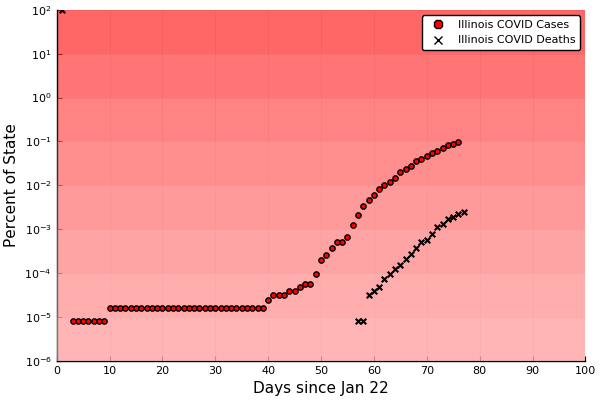 Illinois COVID Cases
Illinois COVID Deaths
Percent of State
10²
10¹
10⁰
10⁻¹
10⁻²
10⁻³
10⁻⁴
10⁻⁵
10⁻⁶
0 10 20 30 40 50 60 70 80 90 100
Days since Jan 22